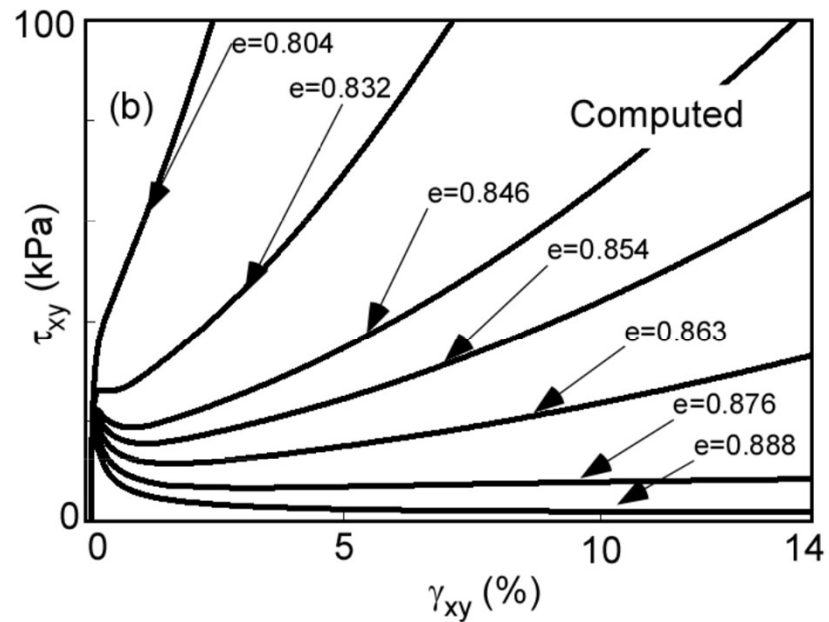 100
e=0.804
(b)
e=0.832
Computed
e=0.846
e=0.854
τxy (kPa)
e=0.863
e=0.876
e=0.888
0
0
5
10
14
γxy (%)